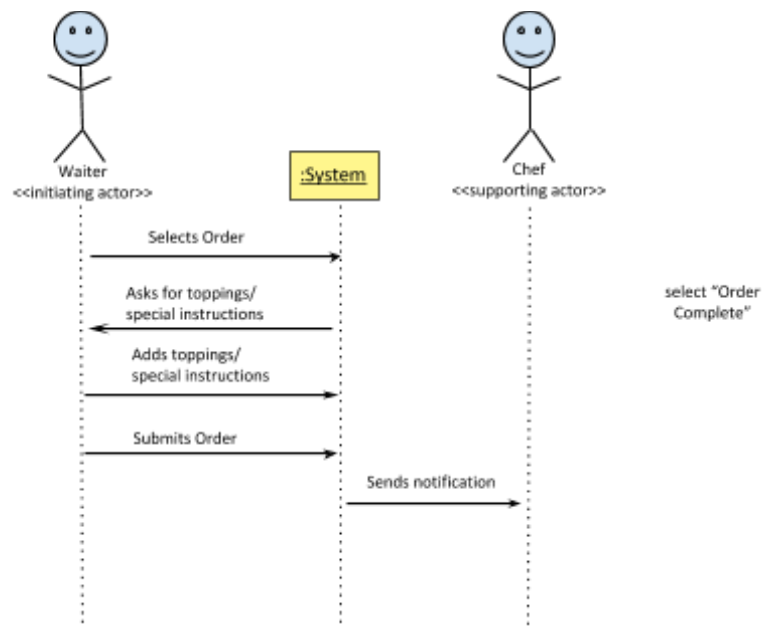 Waiter
<<initiating actor>>
:System
Chef
<<supporting actor>>
Selects Order
Asks for toppings/
special instructions
select “Order
Complete”
Adds toppings/
special instructions
Submits Order
Sends notification